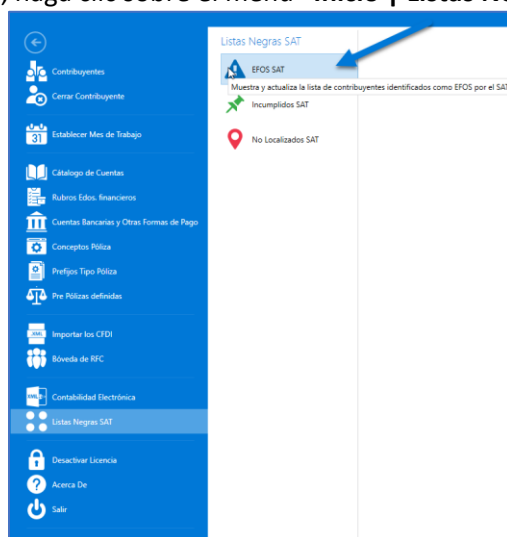 haga clic sobre el menú "Inicio | Listas
Listas Negras SAT
EFOS SAT
Muestra y actualiza la lista de contribuyentes identificados como EFOS por el SAT
Incumplidos SAT
No Localizados SAT
Contribuyentes
Cerrar Contribuyente
31
Establecer Mes de Trabajo
Cátalogo de Cuentas
Rubros Edos. financieros
Cuentas Bancarias y Otras Formas de Pago
Conceptos Póliza
Prefijos Tipo Póliza
Pre Pólizas definidas
XML
Importar los CFDI
Bóveda de RFC
XML
Contabilidad Electrónica
Listas Negras SAT
Desactivar Licencia
?
Acerca De
Salir